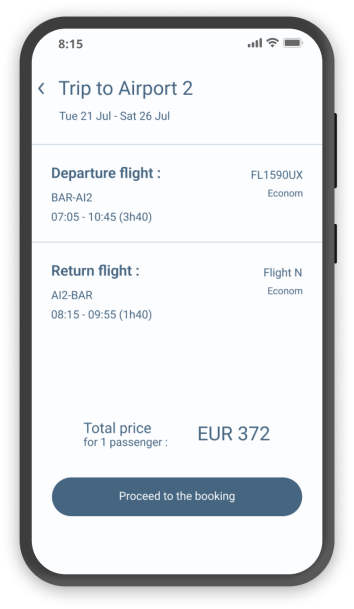 8:15
Trip to Airport 2
Tue 21 Jul - Sat 26 Jul
Departure flight :
FL1590UX
BAR-AI2
Econom
07:05 - 10:45 (3h40)
Return flight :
Flight N
AI2-BAR
Econom
08:15 - 09:55 (1h40)
Total price
for 1 passenger :
EUR 372
Proceed to the booking